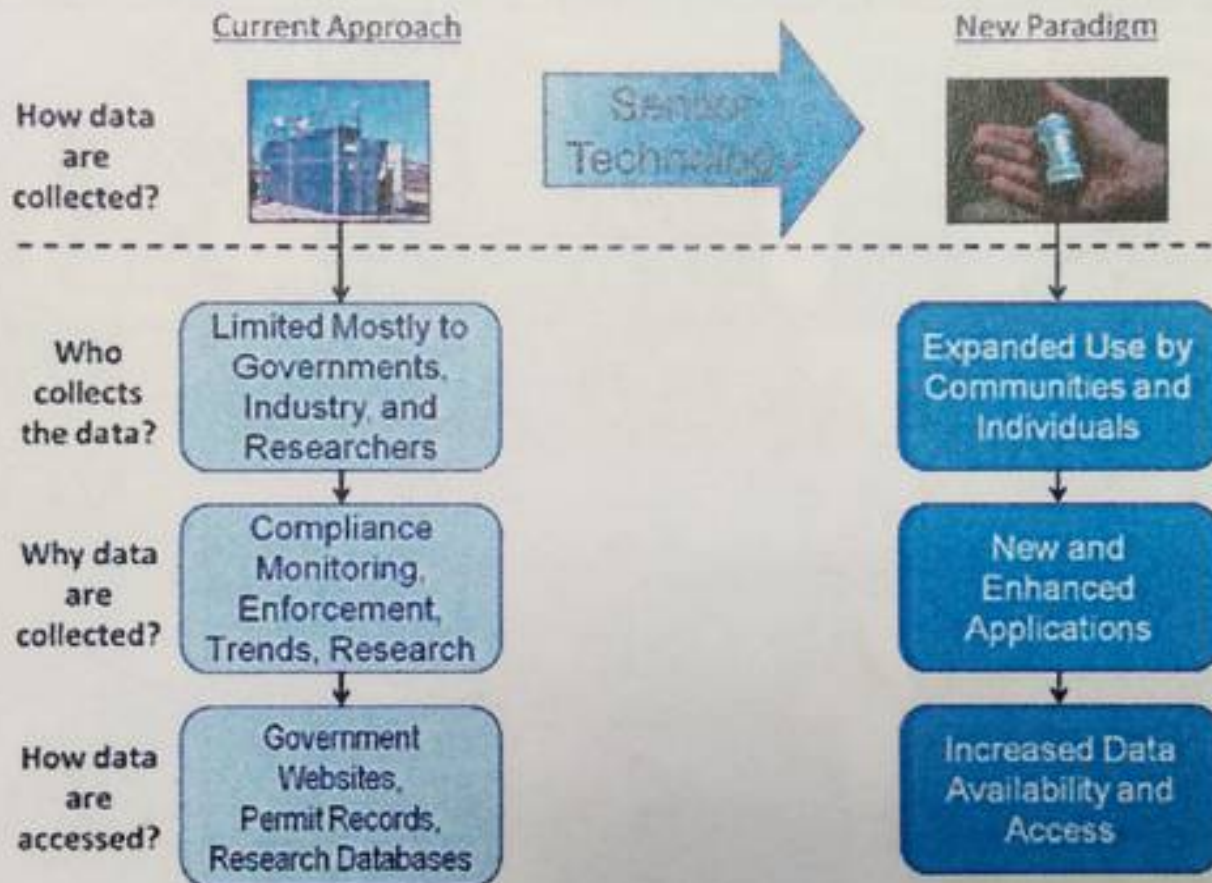 Current Approach
New Paradigm
How data
are
collected?
Sensor
Technology
Who
collects
the data?
Limited Mostly to
Governments,
Industry, and
Researchers
Expanded Use by
Communities and
Individuals
Why data
are
collected?
Compliance
Monitoring,
Enforcement,
Trends, Research
New and
Enhanced
Applications
How data
are
accessed?
Government
Websites,
Permit Records,
Research Databases
Increased Data
Availability and
Access